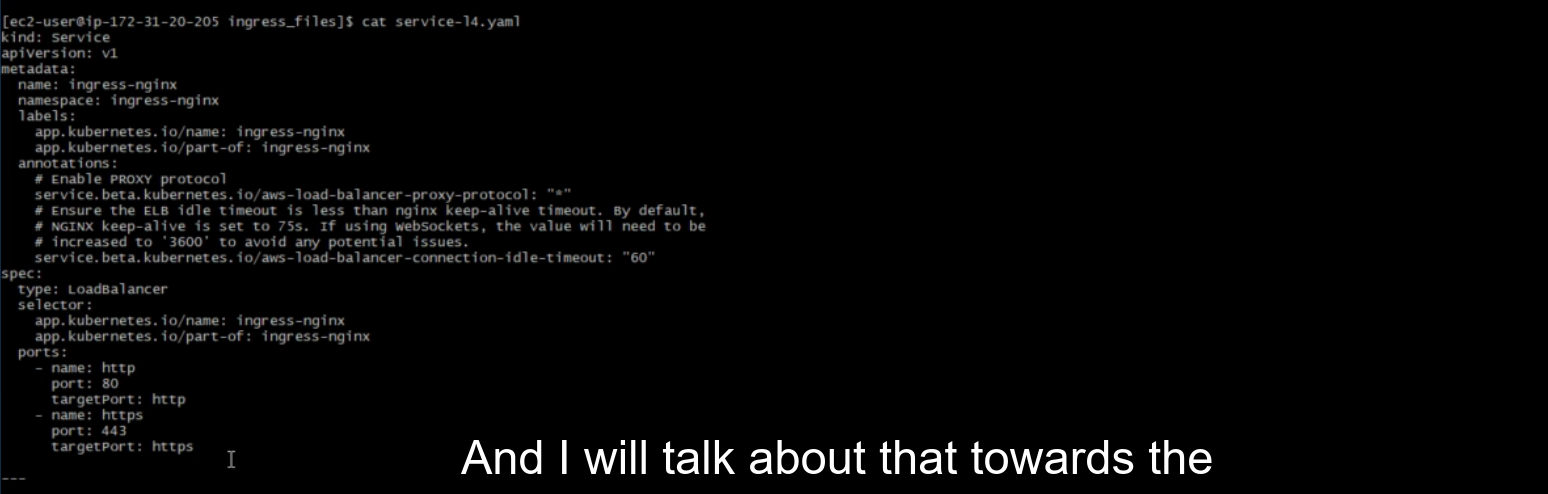 [ec2-user@ip-172-31-20-205 ingress_files]$ cat service-l4.yaml
kind: Service
apiVersion: v1
metadata:
  name: ingress-nginx
  namespace: ingress-nginx
  labels:
    app.kubernetes.io/name: ingress-nginx
    app.kubernetes.io/part-of: ingress-nginx
  annotations:
    # Enable PROXY protocol
    service.beta.kubernetes.io/aws-load-balancer-proxy-protocol: "*"
    # Ensure the ELB idle timeout is less than nginx keep-alive timeout. By default,
    # NGINX keep-alive is set to 75s. If using WebSockets, the value will need to be
    # increased to '3600' to avoid any potential issues.
    service.beta.kubernetes.io/aws-load-balancer-connection-idle-timeout: "60"
spec:
  type: LoadBalancer
  selector:
    app.kubernetes.io/name: ingress-nginx
    app.kubernetes.io/part-of: ingress-nginx
  ports:
    - name: http
      port: 80
      targetPort: http
    - name: https
      port: 443
      targetPort: https
And I will talk about that towards the
---